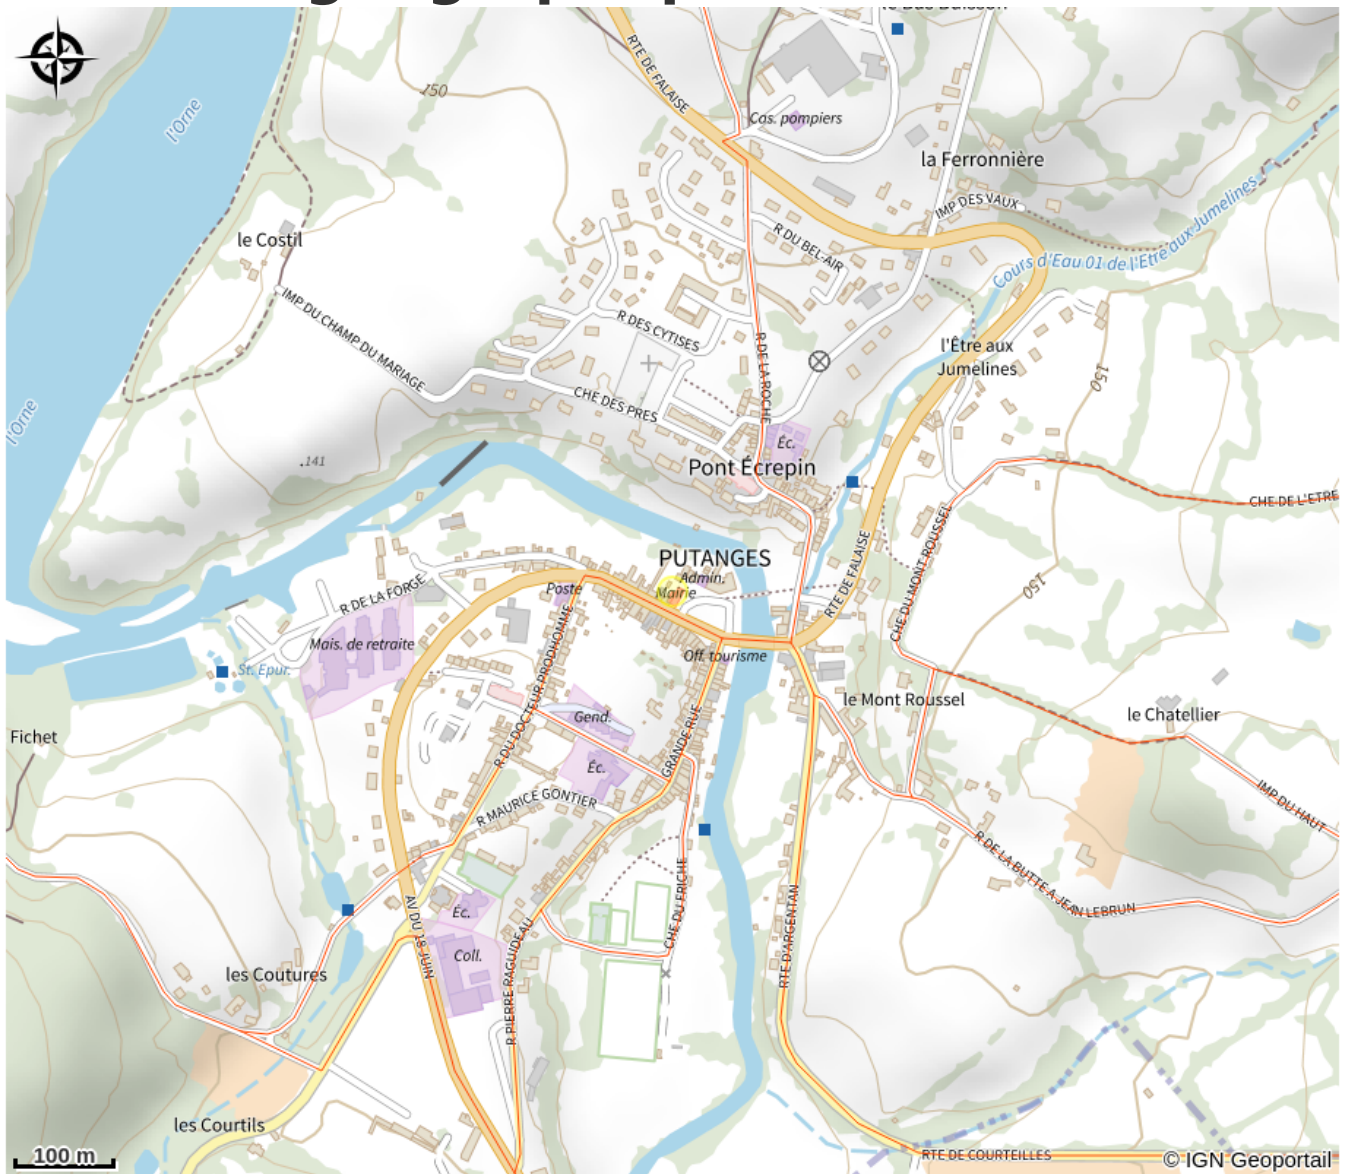 le Bas Buisson
l'Orne
150
RTE DE FALAISE
Cas. pompiers
la Ferronnière
IMP DES VAUX
le Costil
R DU BEL-AIR
Cours d'Eau 01 de l'Etre aux Jumelines
IMP DU CHAMP DU MARIAGE
R DES CYTISES
R DE LA ROCHE
l'Être aux
Jumelines
150
l'Orne
CHE DES PRES
Éc.
141
Pont Écrepin
CHE DE L'ETRE
CHE DU MONT-ROUSSEL
RTE DE FALAISE
PUTANGES
Admin.
Mairie
Poste
R DE LA FORGE
150
Mais. de retraite
Off. tourisme
St. Epur.
R DU DOCTEUR PRODHOMME
le Mont Roussel
le Chatellier
Gend.
GRANDE RUE
Fichet
Éc.
R MAURICE GONTIER
IMP DU HAUT
R DE LA BUTTE A JEAN LEBRUN
Éc.
CHE DU FRICHE
AV DU 18 JUIN
RTE D'ARGENTAN
Coll.
R PIERRE RAGUIDEAU
les Coutures
les Courtils
RTE DE COURTEILLES
100 m
© IGN Geoportail